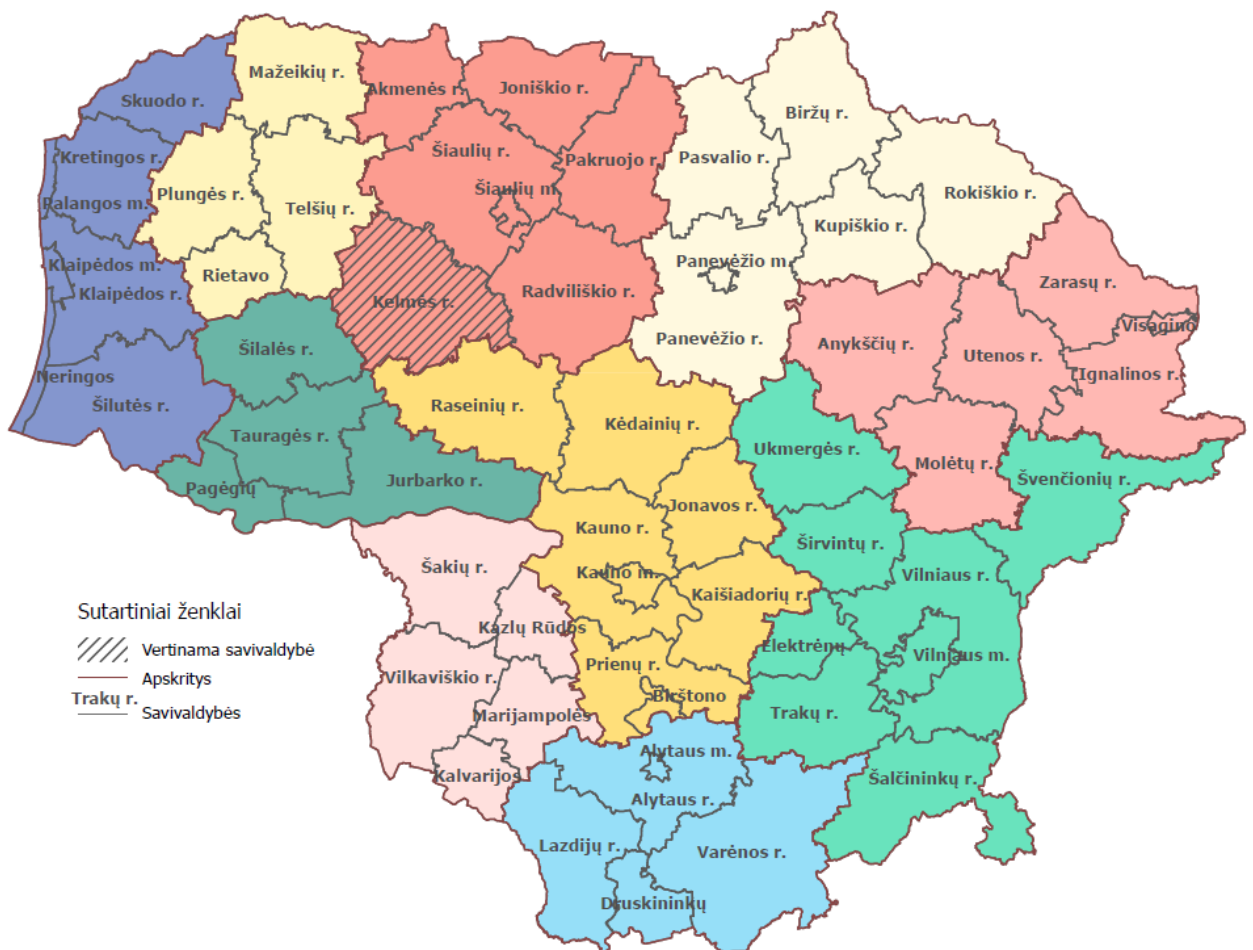 Mažeikių r.
Skuodo r.
Akmenės r.
Joniškio r.
Biržų r.
Kretingos r.
Šiaulių r.
Pakruojo r.
Pasvalio r.
Plungės r.
Šiaulių m.
Rokiškio r.
Palangos m.
Telšių r.
Kupiškio r.
Klaipėdos m.
Rietavo
Panevėžio m.
Zarasų r.
Klaipėdos r.
Kelmės r.
Radviliškio r.
Visagino
Šilalės r.
Panevėžio r.
Anykščių r.
Utenos r.
Neringos
Ignalinos r.
Šilutės r.
Raseinių r.
Kėdainių r.
Tauragės r.
Ukmergės r.
Molėtų r.
Švenčionių r.
Pagėgių
Jurbarko r.
Jonavos r.
Kauno r.
Širvintų r.
Šakių r.
Kauno m.
Vilniaus r.
Kaišiadorių r.
Kazlų Rūdos
Elektrėnų
Vilniaus m.
Prienų r.
Vilkaviškio r.
Birštono
Marijampolės
Trakų r.
Alytaus m.
Kalvarijos
Šalčininkų r.
Alytaus r.
Lazdijų r.
Varėnos r.
Druskininkų
Sutartiniai ženklai
Vertinama savivaldybė
Apskritys
Trakų r.
Savivaldybės